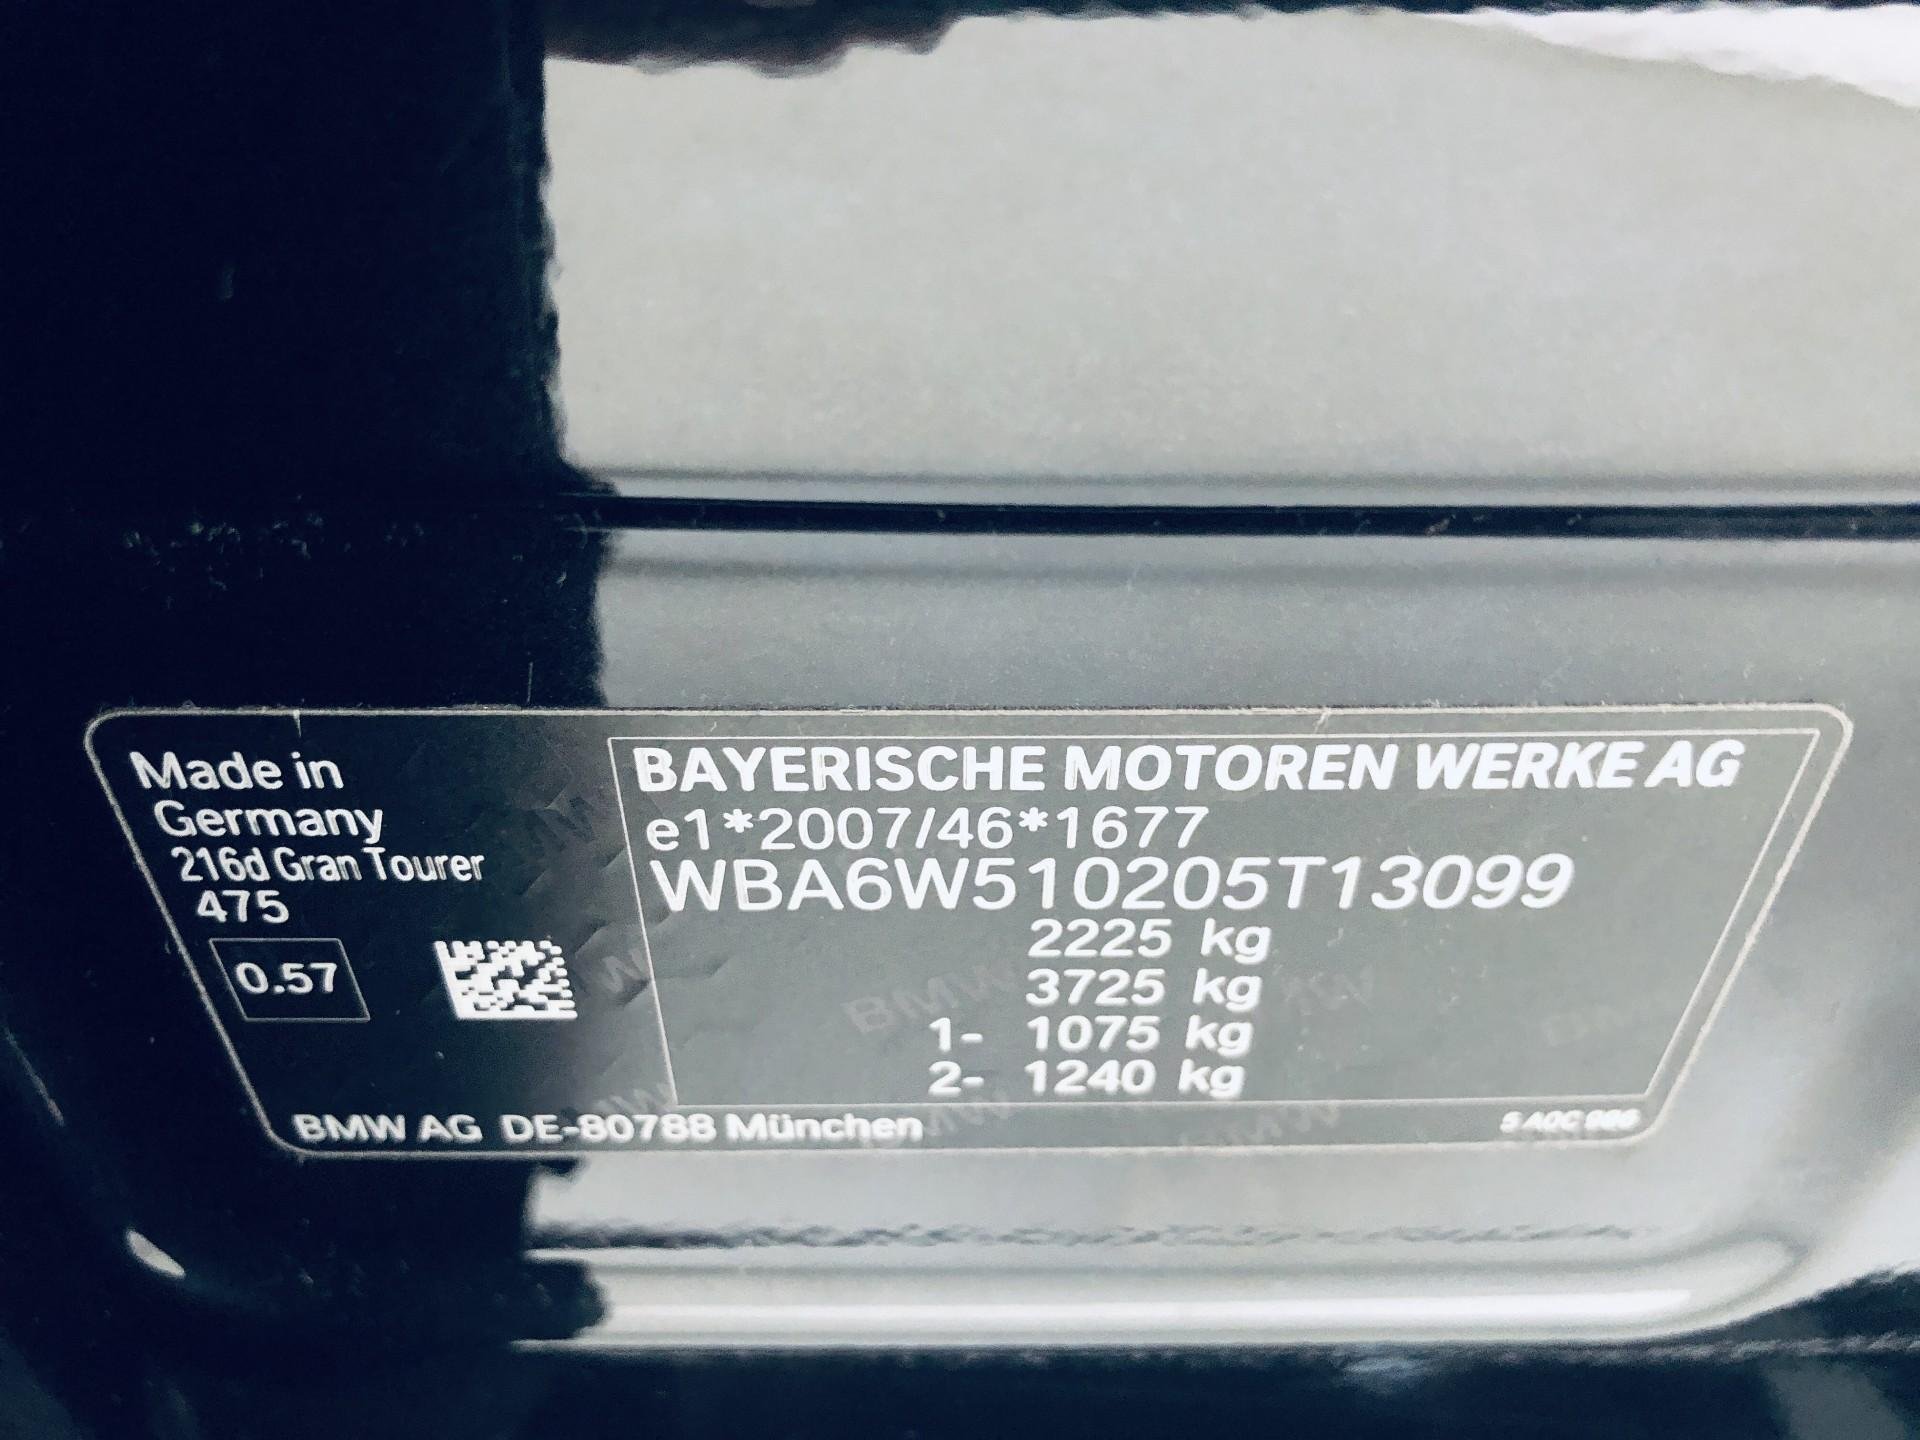 Made in
Germany
216d Gran Tourer
475
0.57
BAYERISCHE MOTOREN WERKE AG
e1*2007/46*1677
WBA6W510205T13099
2225 kg
3725 kg
1- 1075 kg
2- 1240 kg
BMW AG DE-80788 München